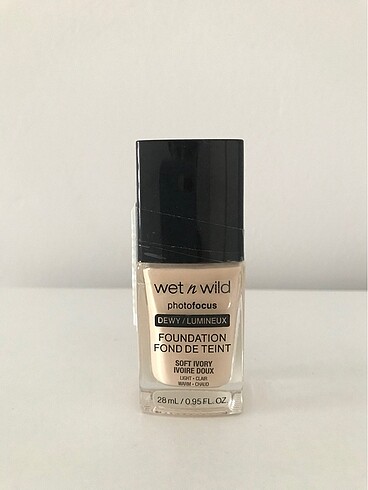 wet n wild
photofocus
DEWY / LUMINEUX
FOUNDATION
FOND DE TEINT
SOFT IVORY
IVOIRE DOUX
LIGHT • CLAIR
WARM • CHAUD
28 mL / 0.95 FL. OZ.